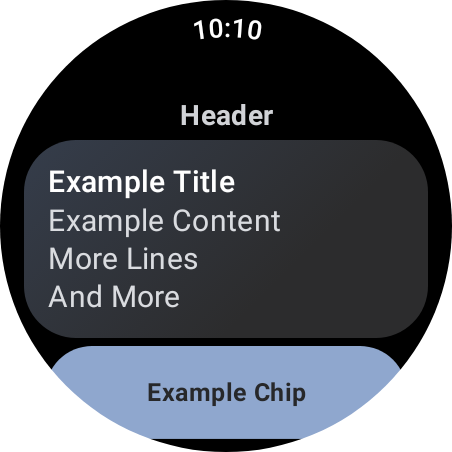 10:10
Header
Example Title
Example Content
More Lines
And More
Example Chip